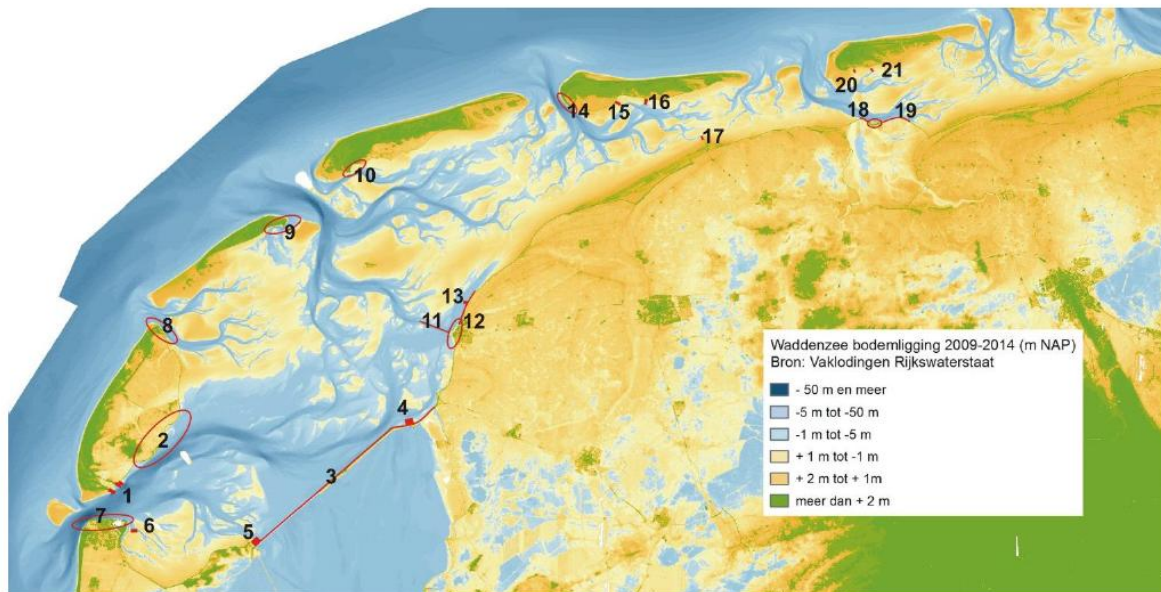 20
21
16
14
15
18
19
17
10
9
13
11
12
8
Waddenzee bodemligging 2009-2014 (m NAP)
Bron: Vaklodingen Rijkswaterstaat
- 50 m en meer
-5 m tot -50 m
-1 m tot -5 m
+ 1 m tot -1 m
+ 2 m tot + 1m
meer dan + 2 m
4
2
3
1
7
6
5